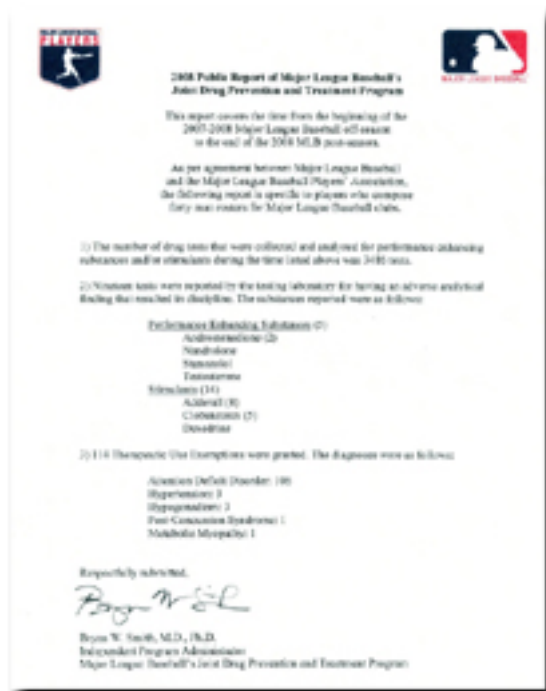 PLAYERS
MAJOR LEAGUE BASEBALL
2008 Public Report of Major League Baseball's
Joint Drug Prevention and Treatment Program
This report covers the time from the beginning of the
2007-2008 Major League Baseball off-season
to the end of the 2008 MLB post-season.
As per agreement between Major League Baseball
and the Major League Baseball Players' Association,
the following report is specific to players who compose
forty man rosters for Major League Baseball clubs.
1) The number of drug tests that were collected and analyzed for performance enhancing
substances and/or stimulants during the time listed above was tests.
2) Nineteen tests were reported by the testing laboratory for having an adverse analytical
finding that resulted in discipline. The substances reported were as follows:
Performance Enhancing Substances (5)
Androstenedione (2)
Nandrolone
Stanozolol
Testosterone
Stimulants (14)
Adderall (8)
Clobenzorex (5)
Dexedrine
3) Therapeutic Use Exemptions were granted. The diagnoses were as follows:
Attention Deficit Disorder: 106
Hypertension: 3
Hypogonadism: 3
Post-Concussion Syndrome: 1
Metabolic Myopathy: 1
Respectfully submitted,
Bryan W. Smith, M.D., Ph.D.
Independent Program Administrator
Major League Baseball's Joint Drug Prevention and Treatment Program